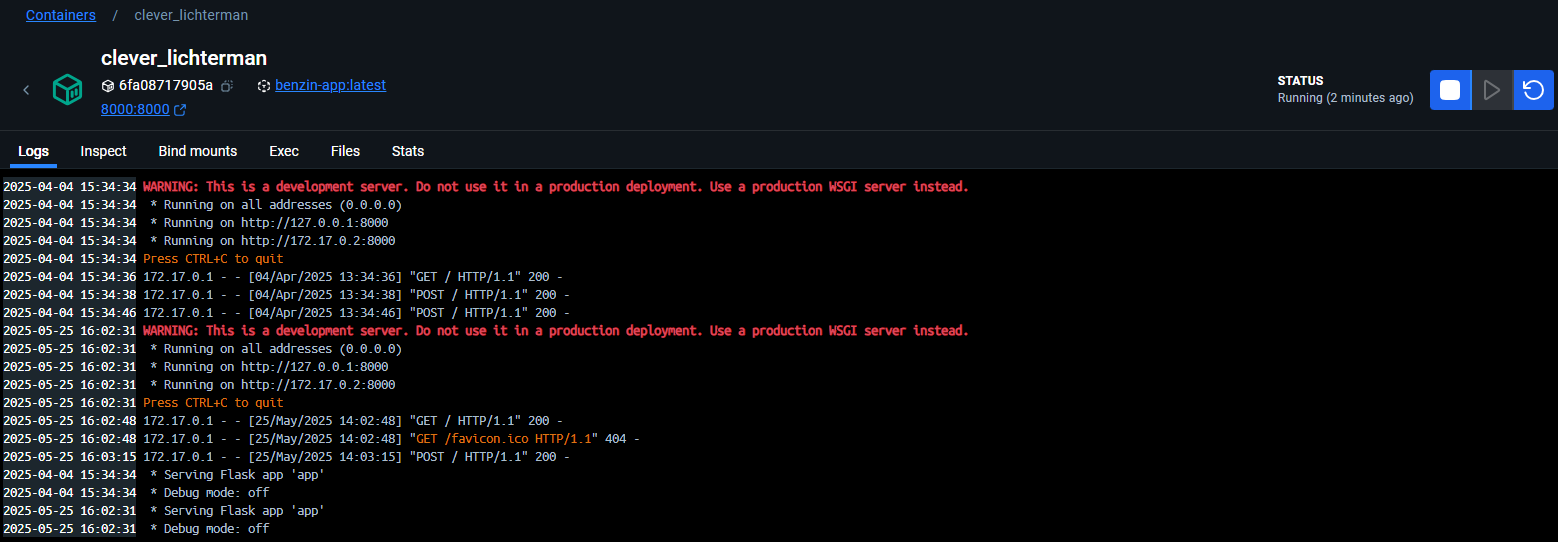 Containers / clever_lichterman
clever_lichterman
6fa08717905a benzin-app:latest
8000:8000
STATUS
Running (2 minutes ago)
Logs Inspect Bind mounts Exec Files Stats
2025-04-04 15:34:34 WARNING: This is a development server. Do not use it in a production deployment. Use a production WSGI server instead.
2025-04-04 15:34:34 * Running on all addresses (0.0.0.0)
2025-04-04 15:34:34 * Running on http://127.0.0.1:8000
2025-04-04 15:34:34 * Running on http://172.17.0.2:8000
2025-04-04 15:34:34 Press CTRL+C to quit
2025-04-04 15:34:36 172.17.0.1 - - [04/Apr/2025 13:34:36] "GET / HTTP/1.1" 200 -
2025-04-04 15:34:38 172.17.0.1 - - [04/Apr/2025 13:34:38] "POST / HTTP/1.1" 200 -
2025-04-04 15:34:46 172.17.0.1 - - [04/Apr/2025 13:34:46] "POST / HTTP/1.1" 200 -
2025-05-25 16:02:31 WARNING: This is a development server. Do not use it in a production deployment. Use a production WSGI server instead.
2025-05-25 16:02:31 * Running on all addresses (0.0.0.0)
2025-05-25 16:02:31 * Running on http://127.0.0.1:8000
2025-05-25 16:02:31 * Running on http://172.17.0.2:8000
2025-05-25 16:02:31 Press CTRL+C to quit
2025-05-25 16:02:48 172.17.0.1 - - [25/May/2025 14:02:48] "GET / HTTP/1.1" 200 -
2025-05-25 16:02:48 172.17.0.1 - - [25/May/2025 14:02:48] "GET /favicon.ico HTTP/1.1" 404 -
2025-05-25 16:03:15 172.17.0.1 - - [25/May/2025 14:03:15] "POST / HTTP/1.1" 200 -
2025-04-04 15:34:34 * Serving Flask app 'app'
2025-04-04 15:34:34 * Debug mode: off
2025-05-25 16:02:31 * Serving Flask app 'app'
2025-05-25 16:02:31 * Debug mode: off